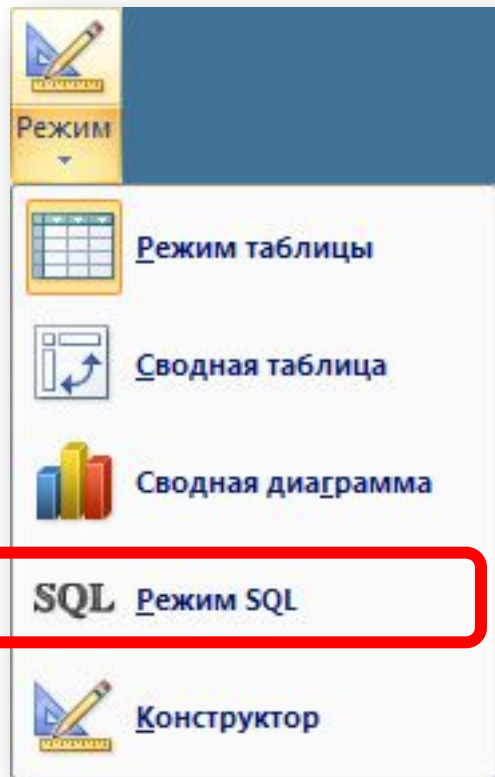 Режим
Режим таблицы
Сводная таблица
Сводная диаграмма
SQL Режим SQL
Конструктор